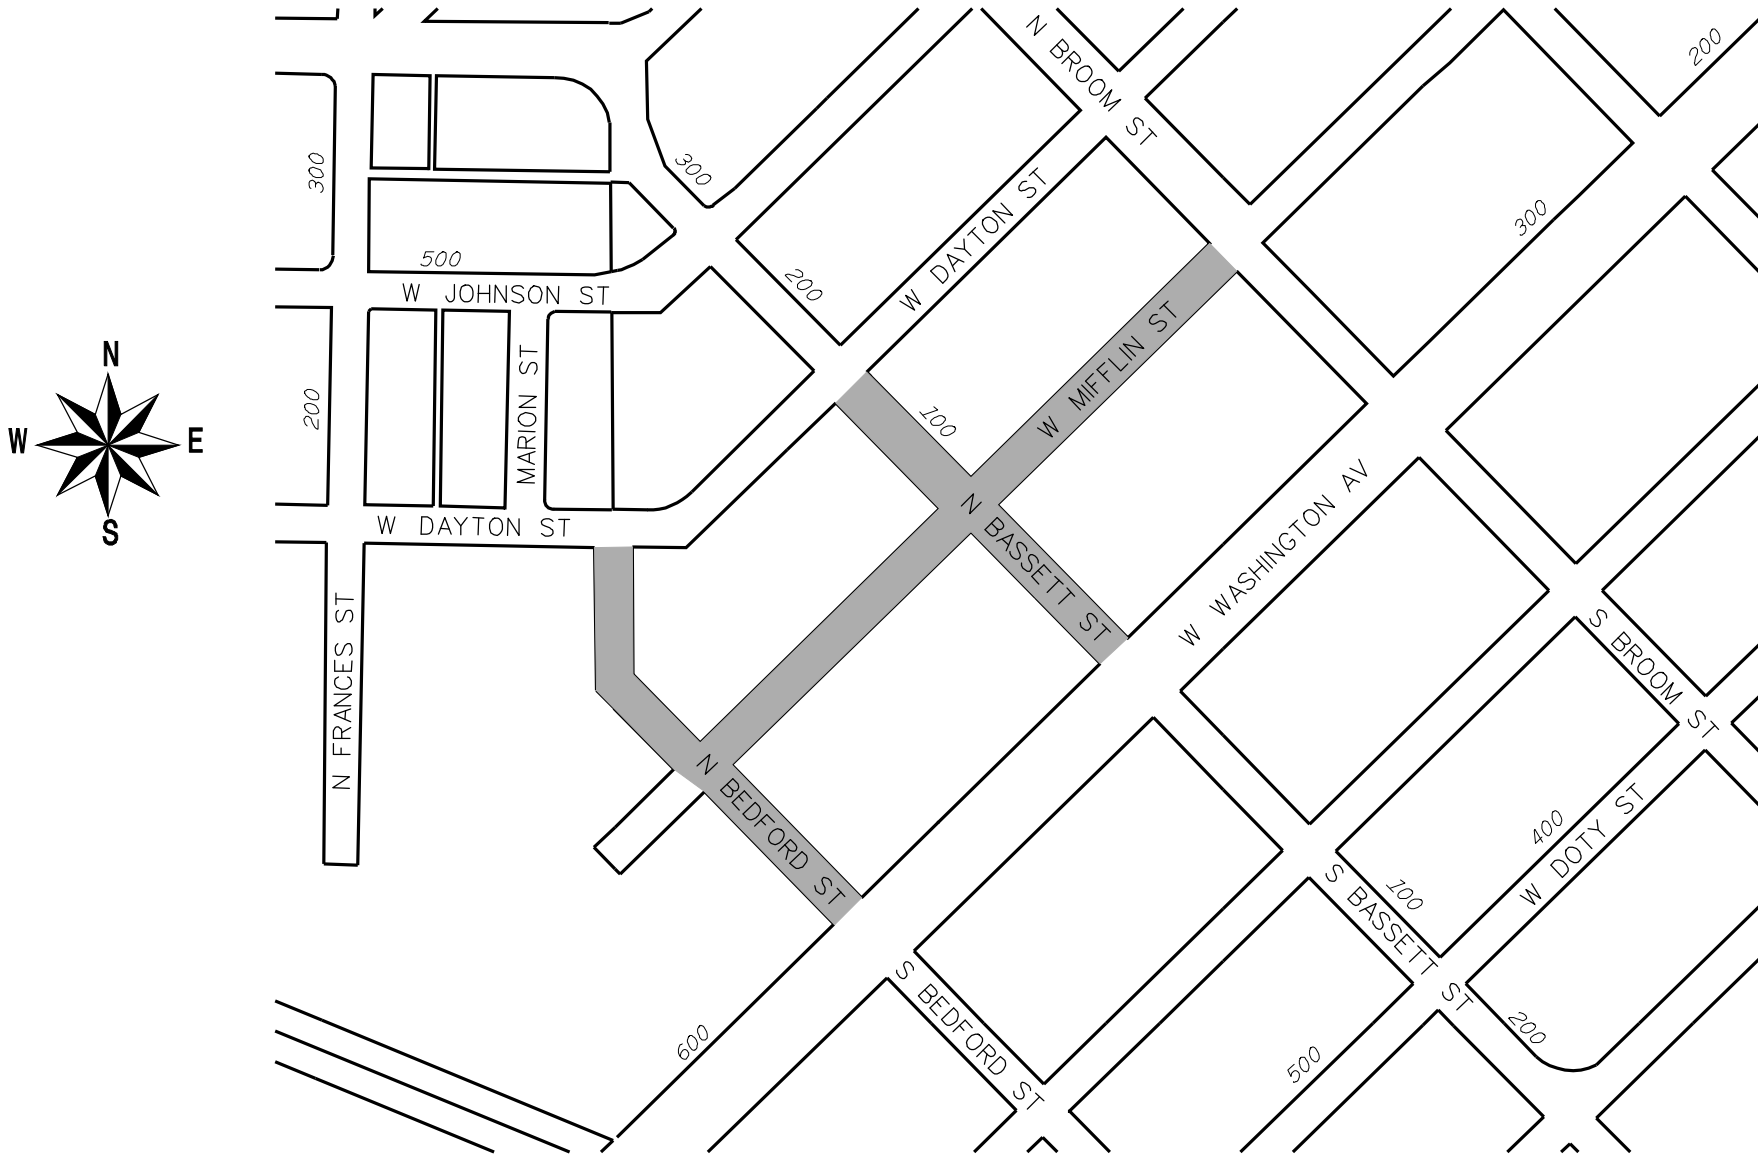 N BROOM ST
200
300
300
300
200
W DAYTON ST
500
W JOHNSON ST
W MIFFLIN ST
N
W
E
S
200
MARION ST
100
W DAYTON ST
N BASSETT ST
W WASHINGTON AV
N FRANCES ST
S BROOM ST
N BEDFORD ST
400
W DOTY ST
100
S BASSETT ST
S BEDFORD ST
200
600
500